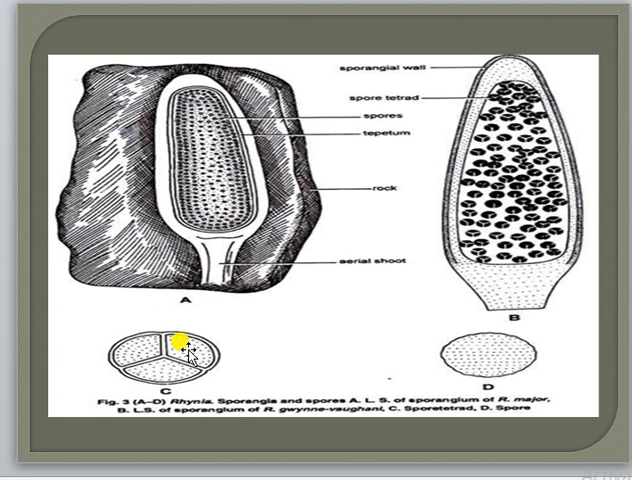 sporangial wall
spore tetrad
spores
tepetum
rock
aerial shoot
A
B
C
D
Fig. 3 (A–D) Rhynia. Sporangia and spores A. L. S. of sporangium of R. major.
B. L.S. of sporangium of R. gwynne-vaughani, C. Sporetetrad, D. Spore